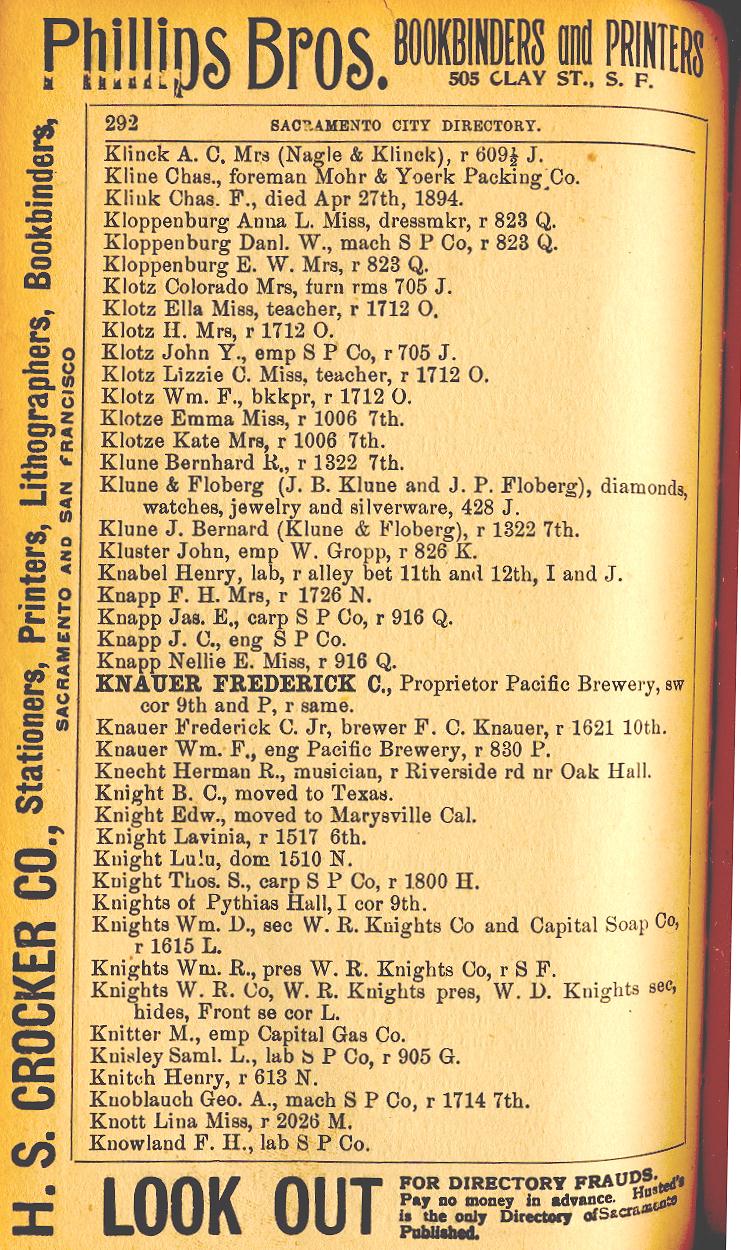 Phillips Bros. BOOKBINDERS and PRINTERS
505 CLAY ST., S. F.
H. S. CROCKER CO., Stationers, Printers, Lithographers, Bookbinders,
SACRAMENTO AND SAN FRANCISCO
292 SACRAMENTO CITY DIRECTORY.
Klinck A. C. Mrs (Nagle & Klinck), r 609½ J.
Kline Chas., foreman Mohr & Yoerk Packing Co.
Klink Chas. F., died Apr 27th, 1894.
Kloppenburg Anna L. Miss, dressmkr, r 823 Q.
Kloppenburg Danl. W., mach S P Co, r 823 Q.
Kloppenburg E. W. Mrs, r 823 Q.
Klotz Colorado Mrs, furn rms 705 J.
Klotz Ella Miss, teacher, r 1712 O.
Klotz H. Mrs, r 1712 O.
Klotz John Y., emp S P Co, r 705 J.
Klotz Lizzie C. Miss, teacher, r 1712 O.
Klotz Wm. F., bkkpr, r 1712 O.
Klotze Emma Miss, r 1006 7th.
Klotze Kate Mrs, r 1006 7th.
Klune Bernhard R., r 1322 7th.
Klune & Floberg (J. B. Klune and J. P. Floberg), diamonds,
watches, jewelry and silverware, 428 J.
Klune J. Bernard (Klune & Floberg), r 1322 7th.
Kluster John, emp W. Gropp, r 826 K.
Knabel Henry, lab, r alley bet 11th and 12th, I and J.
Knapp F. H. Mrs, r 1726 N.
Knapp Jas. E., carp S P Co, r 916 Q.
Knapp J. C., eng S P Co.
Knapp Nellie E. Miss, r 916 Q.
KNAUER FREDERICK C., Proprietor Pacific Brewery, sw
cor 9th and P, r same.
Knauer Frederick C. Jr, brewer F. C. Knauer, r 1621 10th.
Knauer Wm. F., eng Pacific Brewery, r 830 P.
Knecht Herman R., musician, r Riverside rd nr Oak Hall.
Knight B. C., moved to Texas.
Knight Edw., moved to Marysville Cal.
Knight Lavinia, r 1517 6th.
Knight Lulu, dom 1510 N.
Knight Thos. S., carp S P Co, r 1800 H.
Knights of Pythias Hall, I cor 9th.
Knights Wm. D., sec W. R. Knights Co and Capital Soap Co,
r 1615 L.
Knights Wm. R., pres W. R. Knights Co, r S F.
Knights W. R. Co, W. R. Knights pres, W. D. Knights sec,
hides, Front se cor L.
Knitter M., emp Capital Gas Co.
Knisley Saml. L., lab S P Co, r 905 G.
Knitch Henry, r 613 N.
Knoblauch Geo. A., mach S P Co, r 1714 7th.
Knott Lina Miss, r 2026 M.
Knowland F. H., lab S P Co.
LOOK OUT FOR DIRECTORY FRAUDS.
Pay no money in advance. Husted's
is the only Directory of Sacramento
Published.